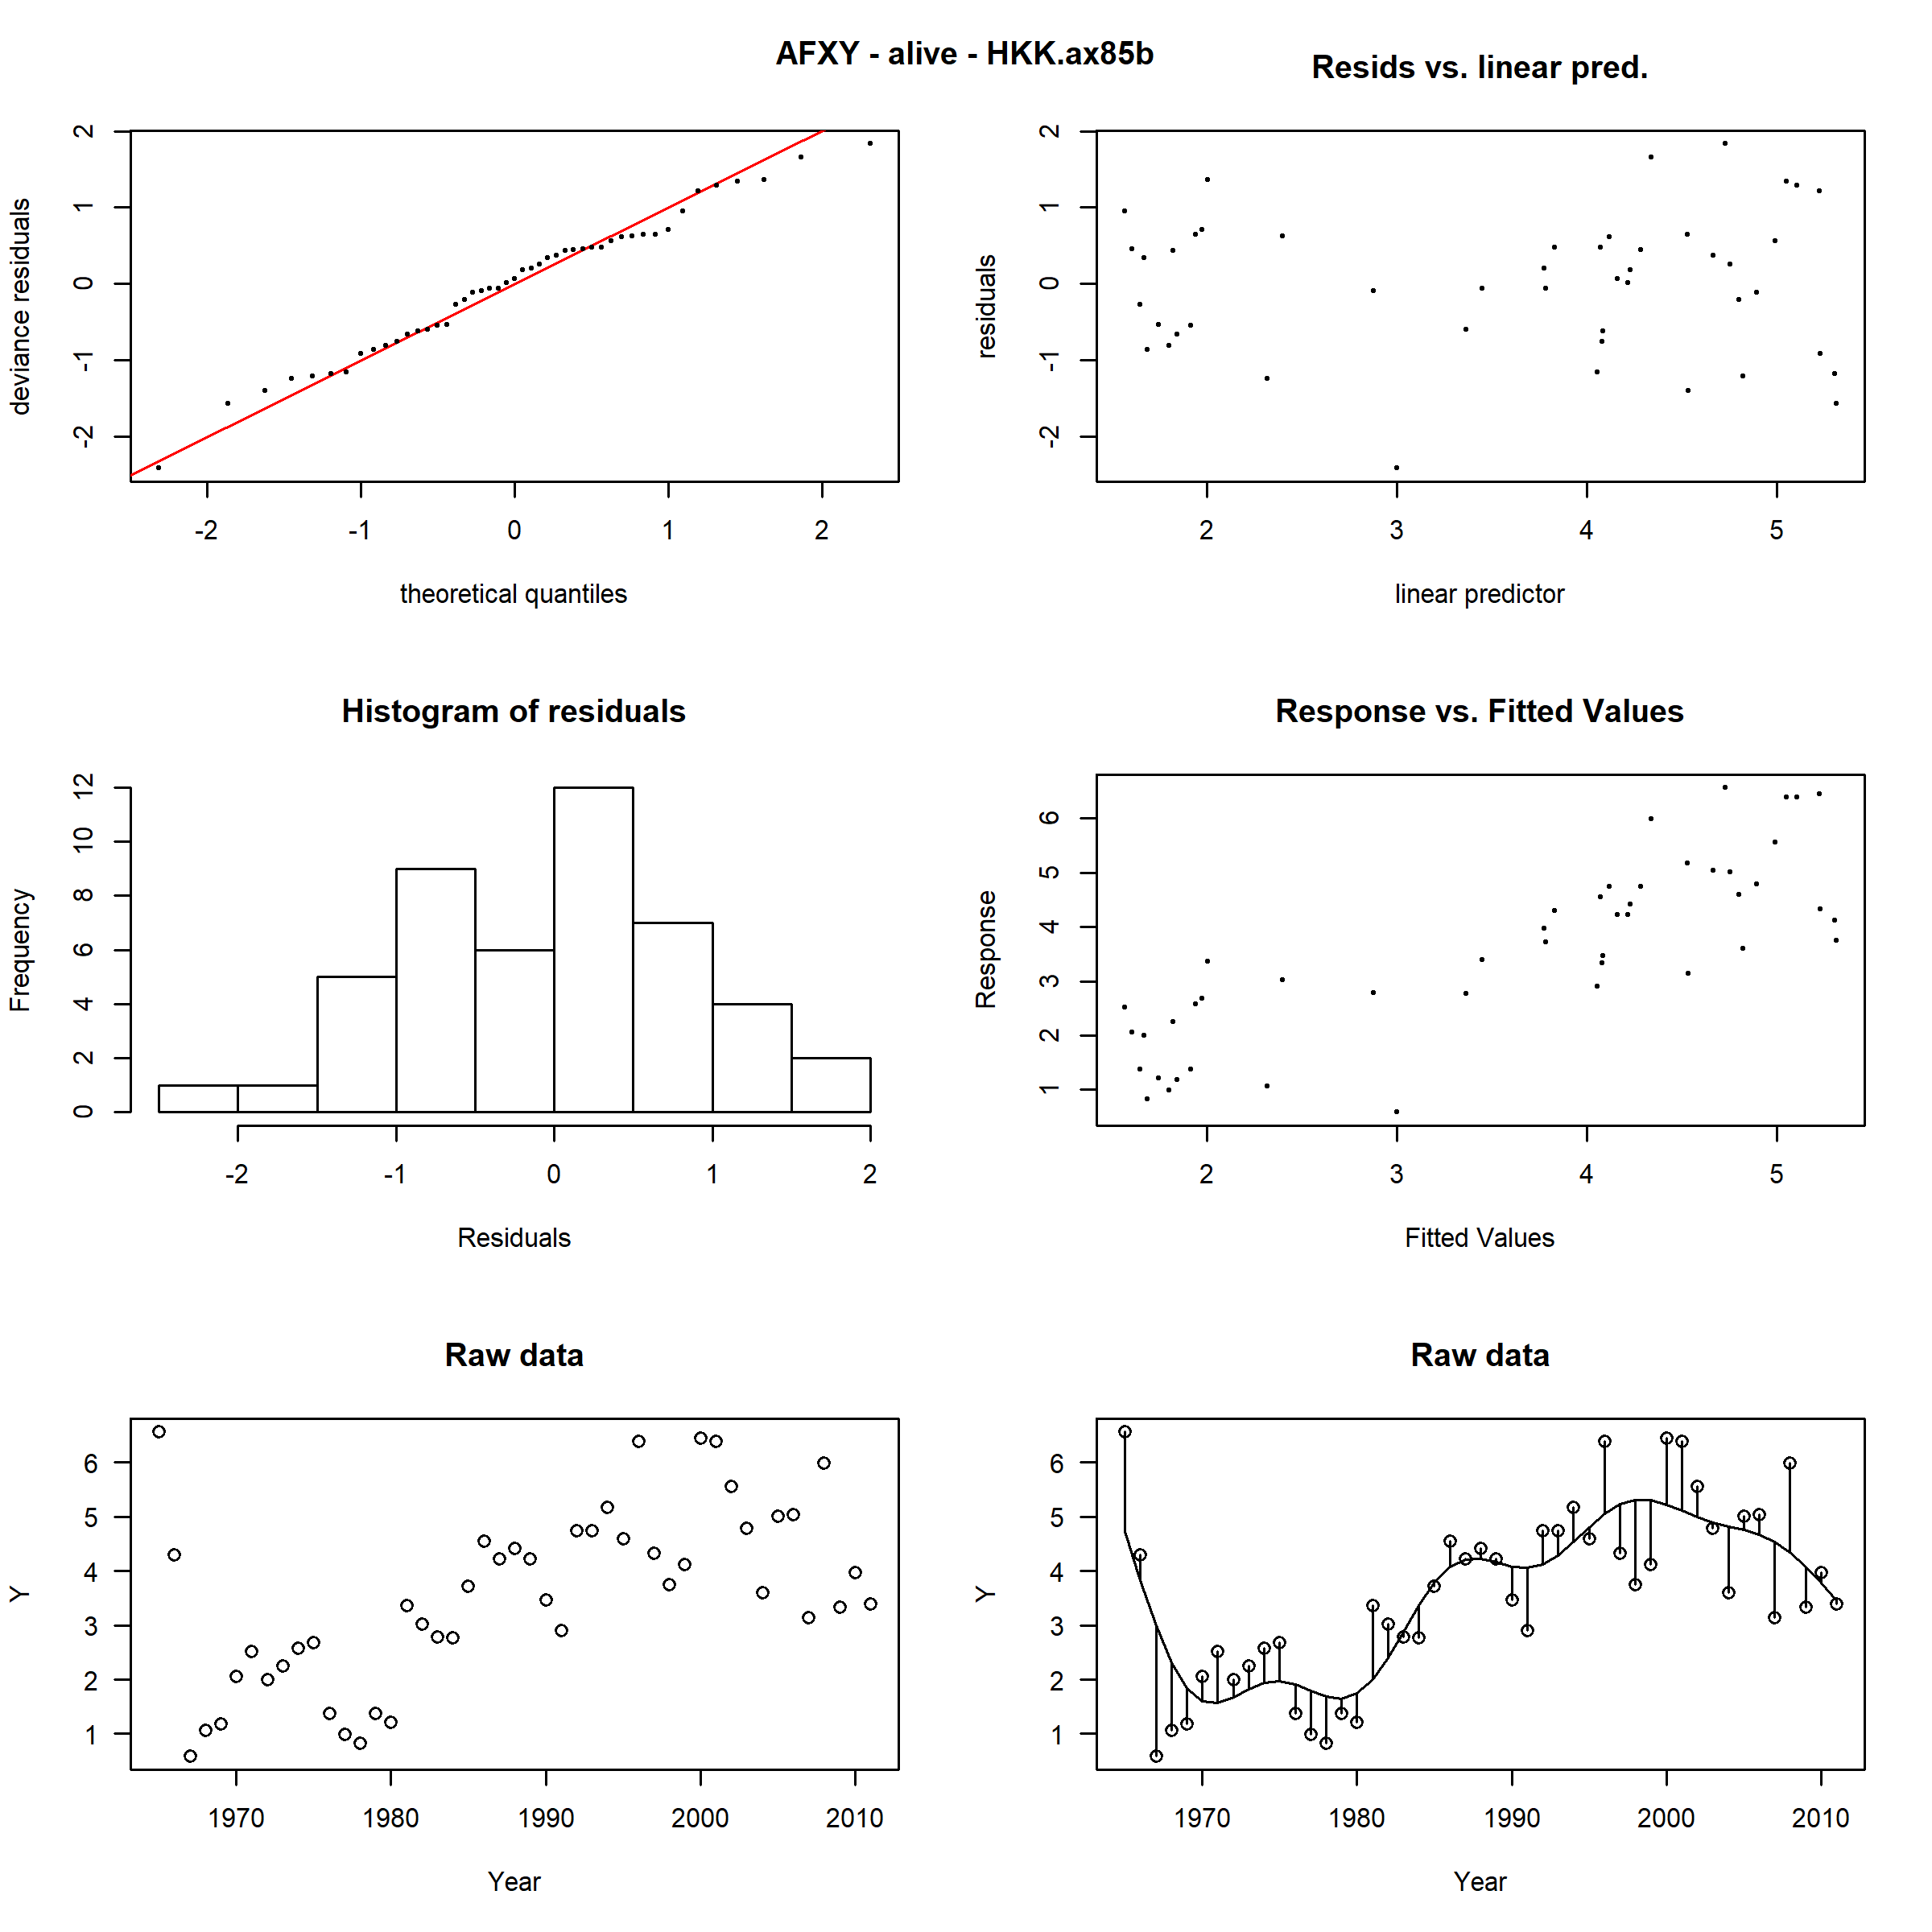 AFXY - alive - HKK.ax85b
Resids vs. linear pred.
deviance residuals
2
1
0
-1
-2
-2 -1 0 1 2
theoretical quantiles
residuals
2
1
0
-1
-2
2 3 4 5
linear predictor
Histogram of residuals
Frequency
12
10
8
6
4
2
0
-2 -1 0 1 2
Residuals
Response vs. Fitted Values
Response
6
5
4
3
2
1
2 3 4 5
Fitted Values
Raw data
Y
6
5
4
3
2
1
1970 1980 1990 2000 2010
Year
Raw data
Y
6
5
4
3
2
1
1970 1980 1990 2000 2010
Year